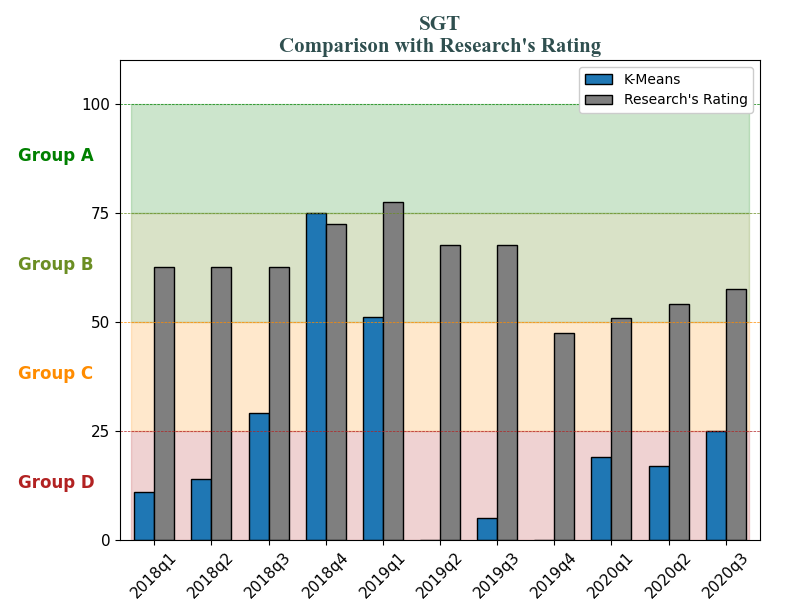 SGT
Comparison with Research's Rating
K-Means
Research's Rating
100
Group A
75
Group B
50
Group C
25
Group D
0
2018q1
2018q2
2018q3
2018q4
2019q1
2019q2
2019q3
2019q4
2020q1
2020q2
2020q3